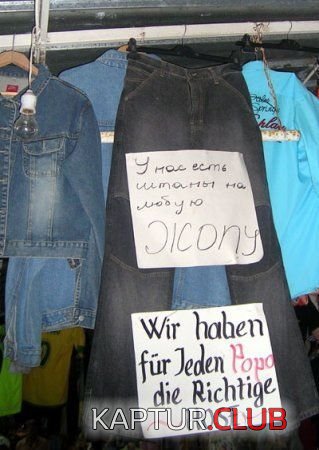 У нас есть
штаны на
любую
ЖОПУ
Wir haben
für Jeden Popo
die Richtige
KAPTUR.CLUB